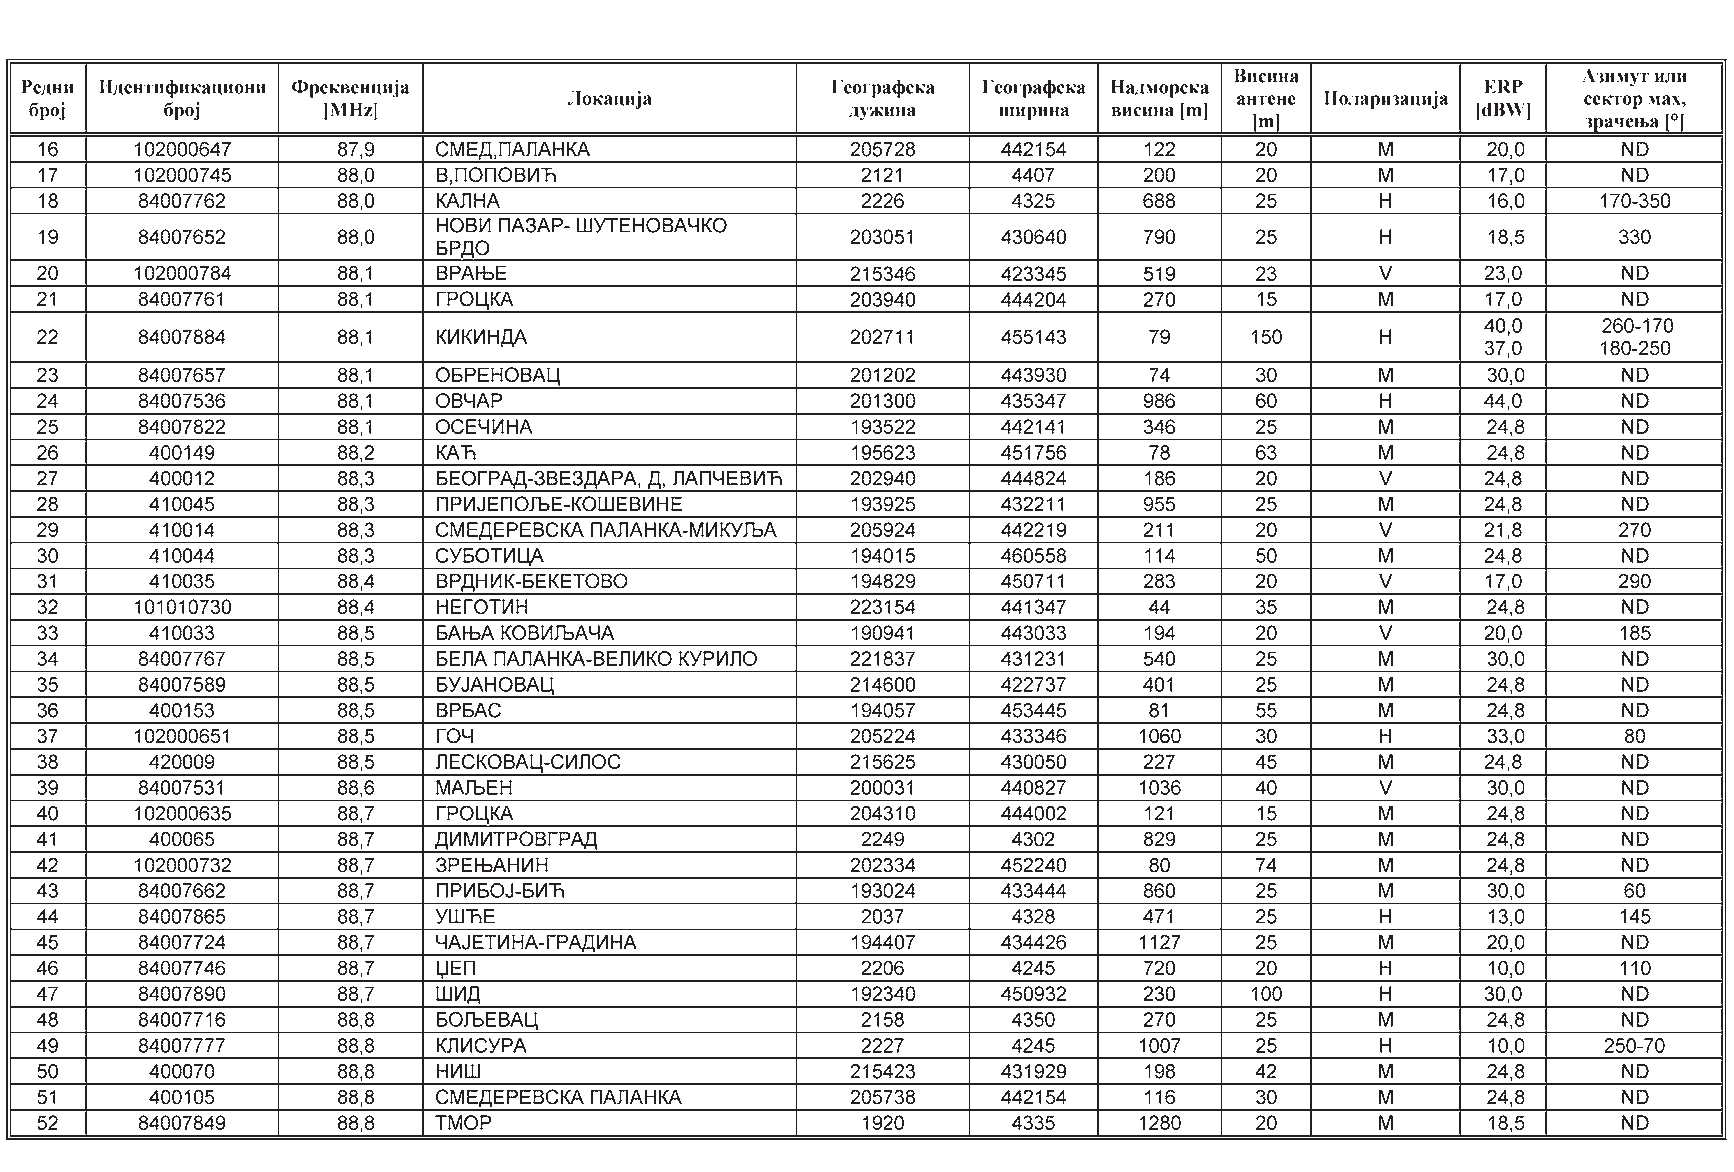 Редни број Идентификациони број Фреквенција [MHz] Локација Географска дужина Географска ширина Надморска висина [m] Висина антене [m] Поларизација ERP [dBW] Азимут или сектор мах, зрачења [°]
16 102000647 87,9 СМЕД,ПАЛАНКА 205728 442154 122 20 M 20,0 ND
17 102000745 88,0 В,ПОПОВИЋ 2121 4407 200 20 M 17,0 ND
18 84007762 88,0 КАЛНА 2226 4325 688 25 H 16,0 170-350
19 84007652 88,0 НОВИ ПАЗАР- ШУТЕНОВАЧКО БРДО 203051 430640 790 25 H 18,5 330
20 102000784 88,1 ВРАЊЕ 215346 423345 519 23 V 23,0 ND
21 84007761 88,1 ГРОЦКА 203940 444204 270 15 M 17,0 ND
22 84007884 88,1 КИКИНДА 202711 455143 79 150 H 40,0 37,0 260-170 180-250
23 84007657 88,1 ОБРЕНОВАЦ 201202 443930 74 30 M 30,0 ND
24 84007536 88,1 ОВЧАР 201300 435347 986 60 H 44,0 ND
25 84007822 88,1 ОСЕЧИНА 193522 442141 346 25 M 24,8 ND
26 400149 88,2 КАЋ 195623 451756 78 63 M 24,8 ND
27 400012 88,3 БЕОГРАД-ЗВЕЗДАРА, Д, ЛАПЧЕВИЋ 202940 444824 186 20 V 24,8 ND
28 410045 88,3 ПРИЈЕПОЉЕ-КОШЕВИНЕ 193925 432211 955 25 M 24,8 ND
29 410014 88,3 СМЕДЕРЕВСКА ПАЛАНКА-МИКУЉА 205924 442219 211 20 V 21,8 270
30 410044 88,3 СУБОТИЦА 194015 460558 114 50 M 24,8 ND
31 410035 88,4 ВРДНИК-БЕКЕТОВО 194829 450711 283 20 V 17,0 290
32 101010730 88,4 НЕГОТИН 223154 441347 44 35 M 24,8 ND
33 410033 88,5 БАЊА КОВИЉАЧА 190941 443033 194 20 V 20,0 185
34 84007767 88,5 БЕЛА ПАЛАНКА-ВЕЛИКО КУРИЛО 221837 431231 540 25 M 30,0 ND
35 84007589 88,5 БУЈАНОВАЦ 214600 422737 401 25 M 24,8 ND
36 400153 88,5 ВРБАС 194057 453445 81 55 M 24,8 ND
37 102000651 88,5 ГОЧ 205224 433346 1060 30 H 33,0 80
38 420009 88,5 ЛЕСКОВАЦ-СИЛОС 215625 430050 227 45 M 24,8 ND
39 84007531 88,6 МАЉЕН 200031 440827 1036 40 V 30,0 ND
40 102000635 88,7 ГРОЦКА 204310 444002 121 15 M 24,8 ND
41 400065 88,7 ДИМИТРОВГРАД 2249 4302 829 25 M 24,8 ND
42 102000732 88,7 ЗРЕЊАНИН 202334 452240 80 74 M 24,8 ND
43 84007662 88,7 ПРИБОЈ-БИЋ 193024 433444 860 25 M 30,0 60
44 84007865 88,7 УШЋЕ 2037 4328 471 25 H 13,0 145
45 84007724 88,7 ЧАЈЕТИНА-ГРАДИНА 194407 434426 1127 25 M 20,0 ND
46 84007746 88,7 ЏЕП 2206 4245 720 20 H 10,0 110
47 84007890 88,7 ШИД 192340 450932 230 100 H 30,0 ND
48 84007716 88,8 БОЉЕВАЦ 2158 4350 270 25 M 24,8 ND
49 84007777 88,8 КЛИСУРА 2227 4245 1007 25 H 10,0 250-70
50 400070 88,8 НИШ 215423 431929 198 42 M 24,8 ND
51 400105 88,8 СМЕДЕРЕВСКА ПАЛАНКА 205738 442154 116 30 M 24,8 ND
52 84007849 88,8 ТМОР 1920 4335 1280 20 M 18,5 ND